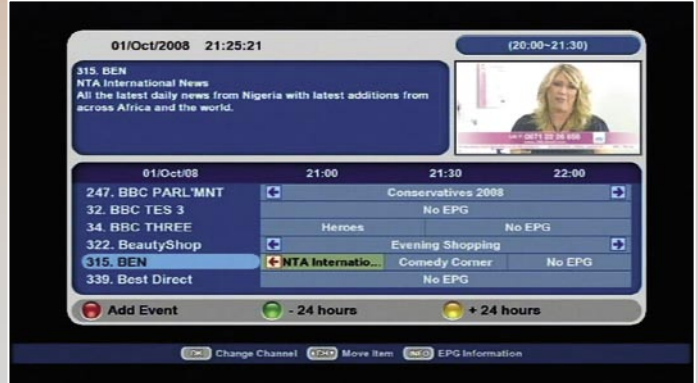 01/Oct/2008 21:25:21
(20:00~21:30)
315. BEN
NTA International News
All the latest daily news from Nigeria with latest additions from
across Africa and the world.
01/Oct/08 21:00 21:30 22:00
247. BBC PARL'MNT Conservatives 2008
32. BBC TES 3 No EPG
34. BBC THREE Heroes No EPG
322. BeautyShop Evening Shopping
315. BEN NTA Internatio... Comedy Corner No EPG
339. Best Direct No EPG
Add Event - 24 hours + 24 hours
OK Change Channel Move Item INFO EPG Information